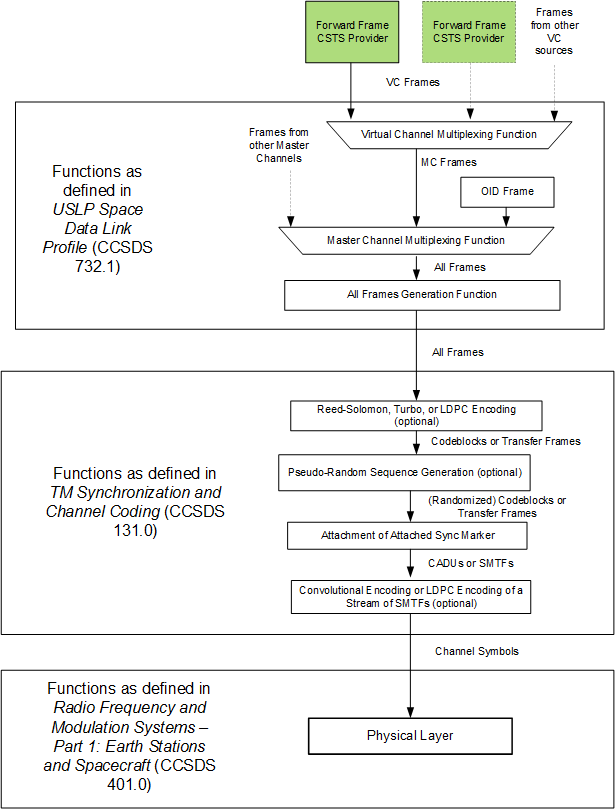 Forward Frame
CSTS Provider
Forward Frame
CSTS Provider
Frames
from other
VC
sources
VC Frames
Functions as
defined in
USLP Space
Data Link
Profile (CCSDS
732.1)
Frames from
other Master
Channels
Virtual Channel Multiplexing Function
MC Frames
OID Frame
Master Channel Multiplexing Function
All Frames
All Frames Generation Function
All Frames
Functions as defined in
TM Synchronization and
Channel Coding (CCSDS
131.0)
Reed-Solomon, Turbo, or LDPC Encoding
(optional)
Codeblocks or Transfer Frames
Pseudo-Random Sequence Generation (optional)
(Randomized) Codeblocks or
Transfer Frames
Attachment of Attached Sync Marker
CADUs or SMTFs
Convolutional Encoding or LDPC Encoding of a
Stream of SMTFs (optional)
Channel Symbols
Functions as defined in
Radio Frequency and
Modulation Systems –
Part 1: Earth Stations
and Spacecraft (CCSDS
401.0)
Physical Layer